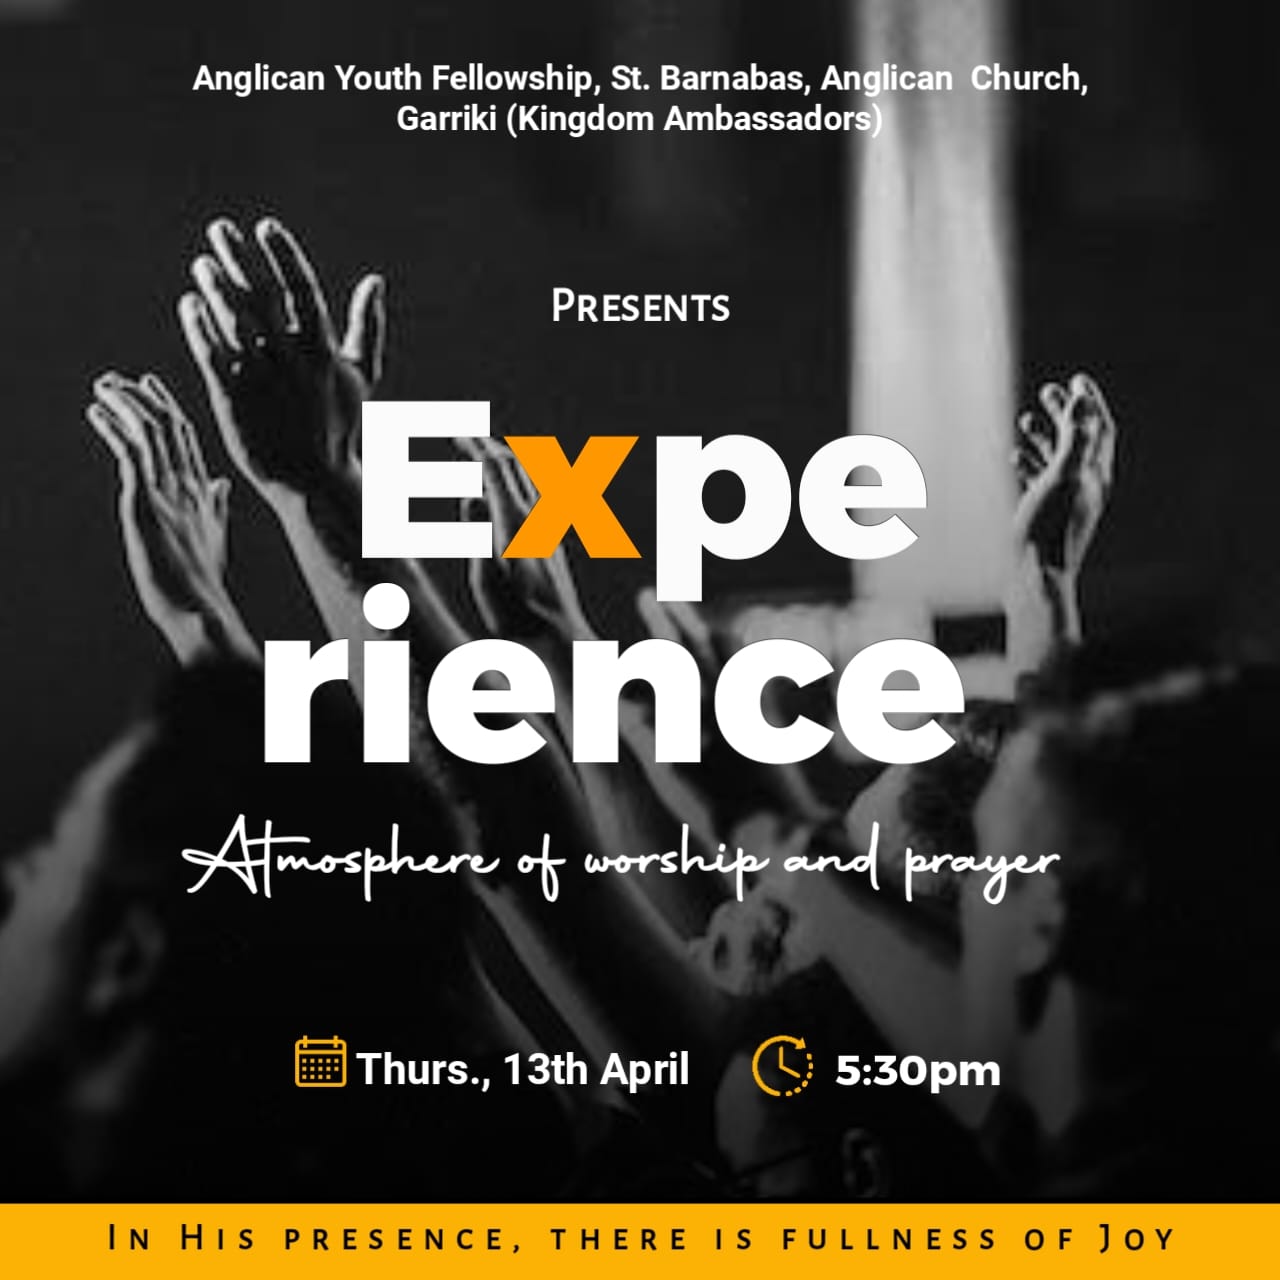 Anglican Youth Fellowship, St. Barnabas, Anglican  Church,
Garriki (Kingdom Ambassadors)
Presents
Expe
rience
Atmosphere of worship and prayer
Thurs., 13th April 5:30pm
In His presence, there is fullness of Joy